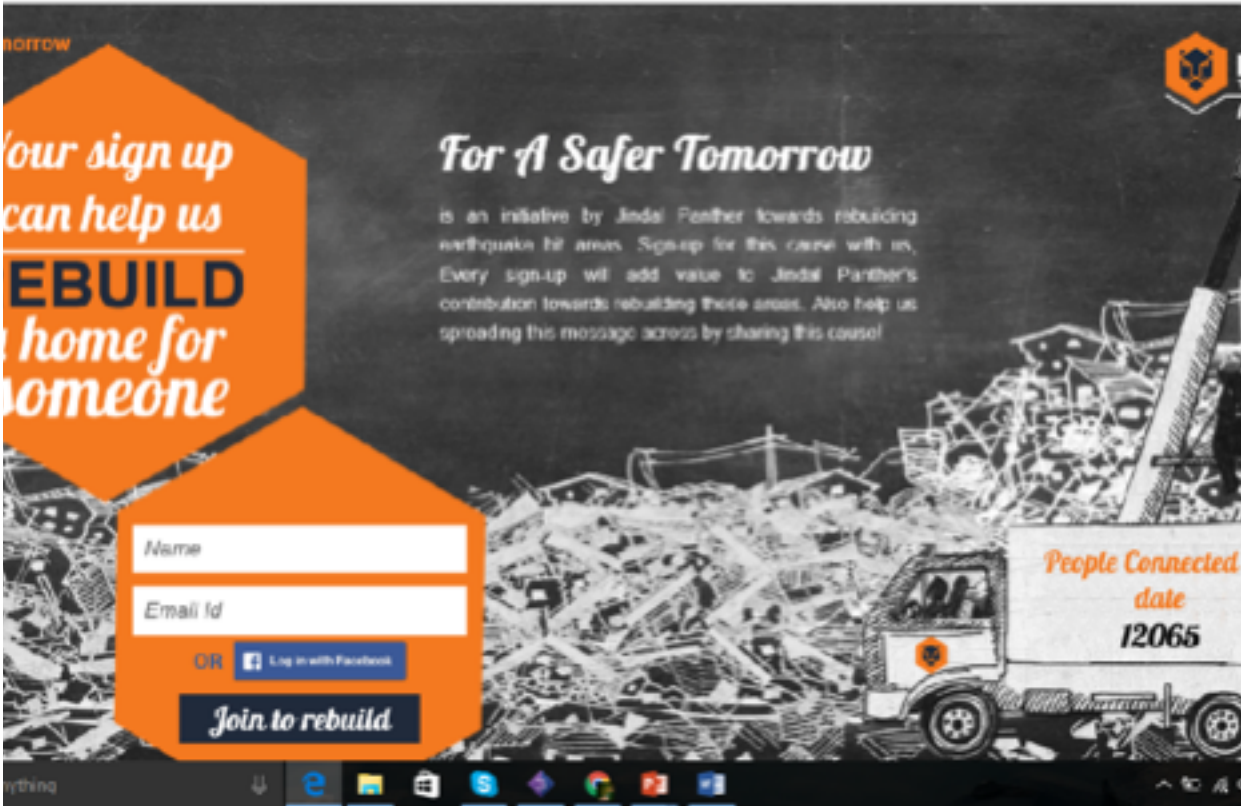 morrow
Your sign up
can help us
EBUILD
home for
someone
For A Safer Tomorrow
is an initiative by Jindal Panther towards rebuilding
earthquake hit areas. Sign-up for this cause with us,
Every sign-up will add value to Jindal Panther's
contribution towards rebuilding these areas. Also help us
spreading this message across by sharing this cause!
Name
Email Id
OR Log in with Facebook
Join to rebuild
People Connected
date
12065
nything